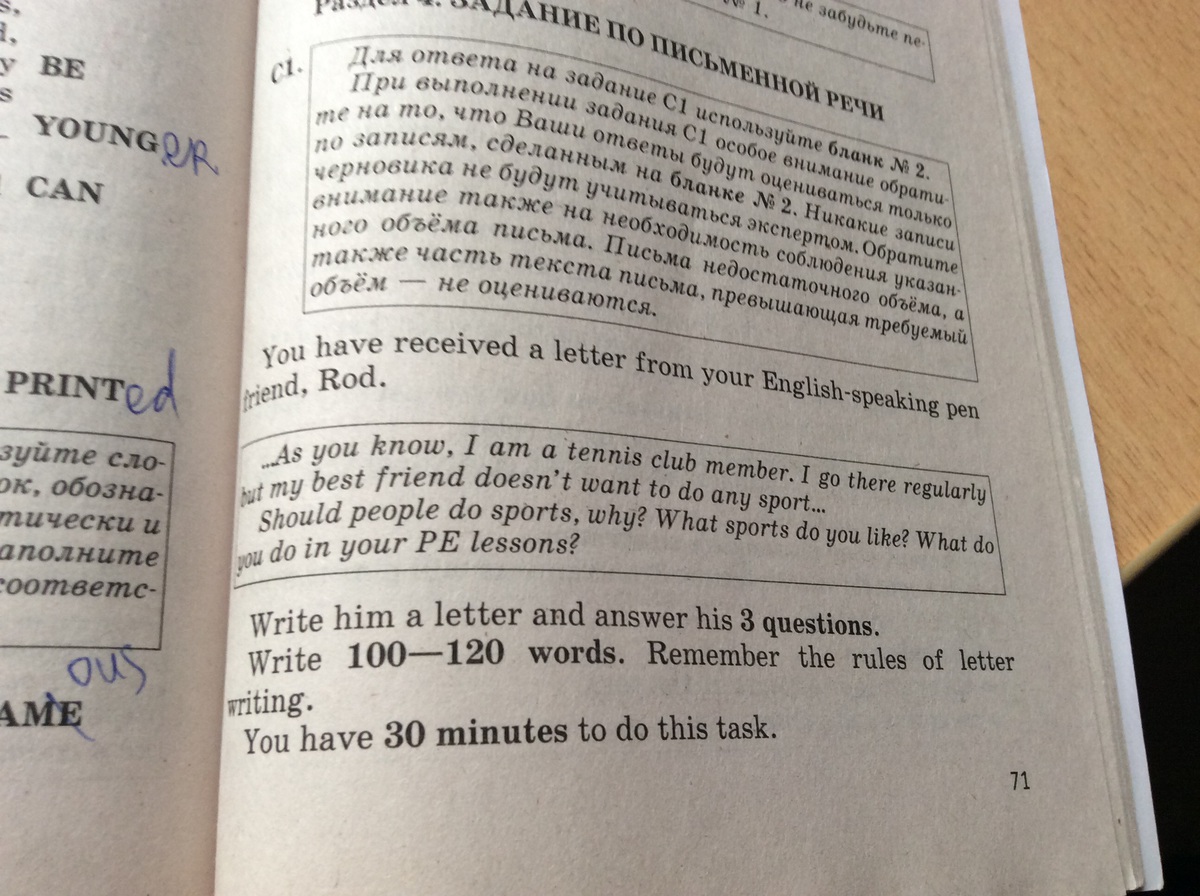 BE
YOUNGER
CAN
PRINTed
зуйте сло-
ок, обозна-
тически и
аполните
соответс-
ous
AME
не забудьте пе-
№ 1.
Раздел 4. ЗАДАНИЕ ПО ПИСЬМЕННОЙ РЕЧИ
C1.
Для ответа на задание С1 используйте бланк № 2.
При выполнении задания С1 особое внимание обрати-
те на то, что Ваши ответы будут оцениваться только
по записям, сделанным на бланке № 2. Никакие записи
черновика не будут учитываться экспертом. Обратите
внимание также на необходимость соблюдения указан-
ного объёма письма. Письма недостаточного объёма, а
также часть текста письма, превышающая требуемый
объём — не оцениваются.
You have received a letter from your English-speaking pen
friend, Rod.
...As you know, I am a tennis club member. I go there regularly
but my best friend doesn't want to do any sport...
Should people do sports, why? What sports do you like? What do
you do in your PE lessons?
Write him a letter and answer his 3 questions.
Write 100—120 words. Remember the rules of letter
writing.
You have 30 minutes to do this task.
71